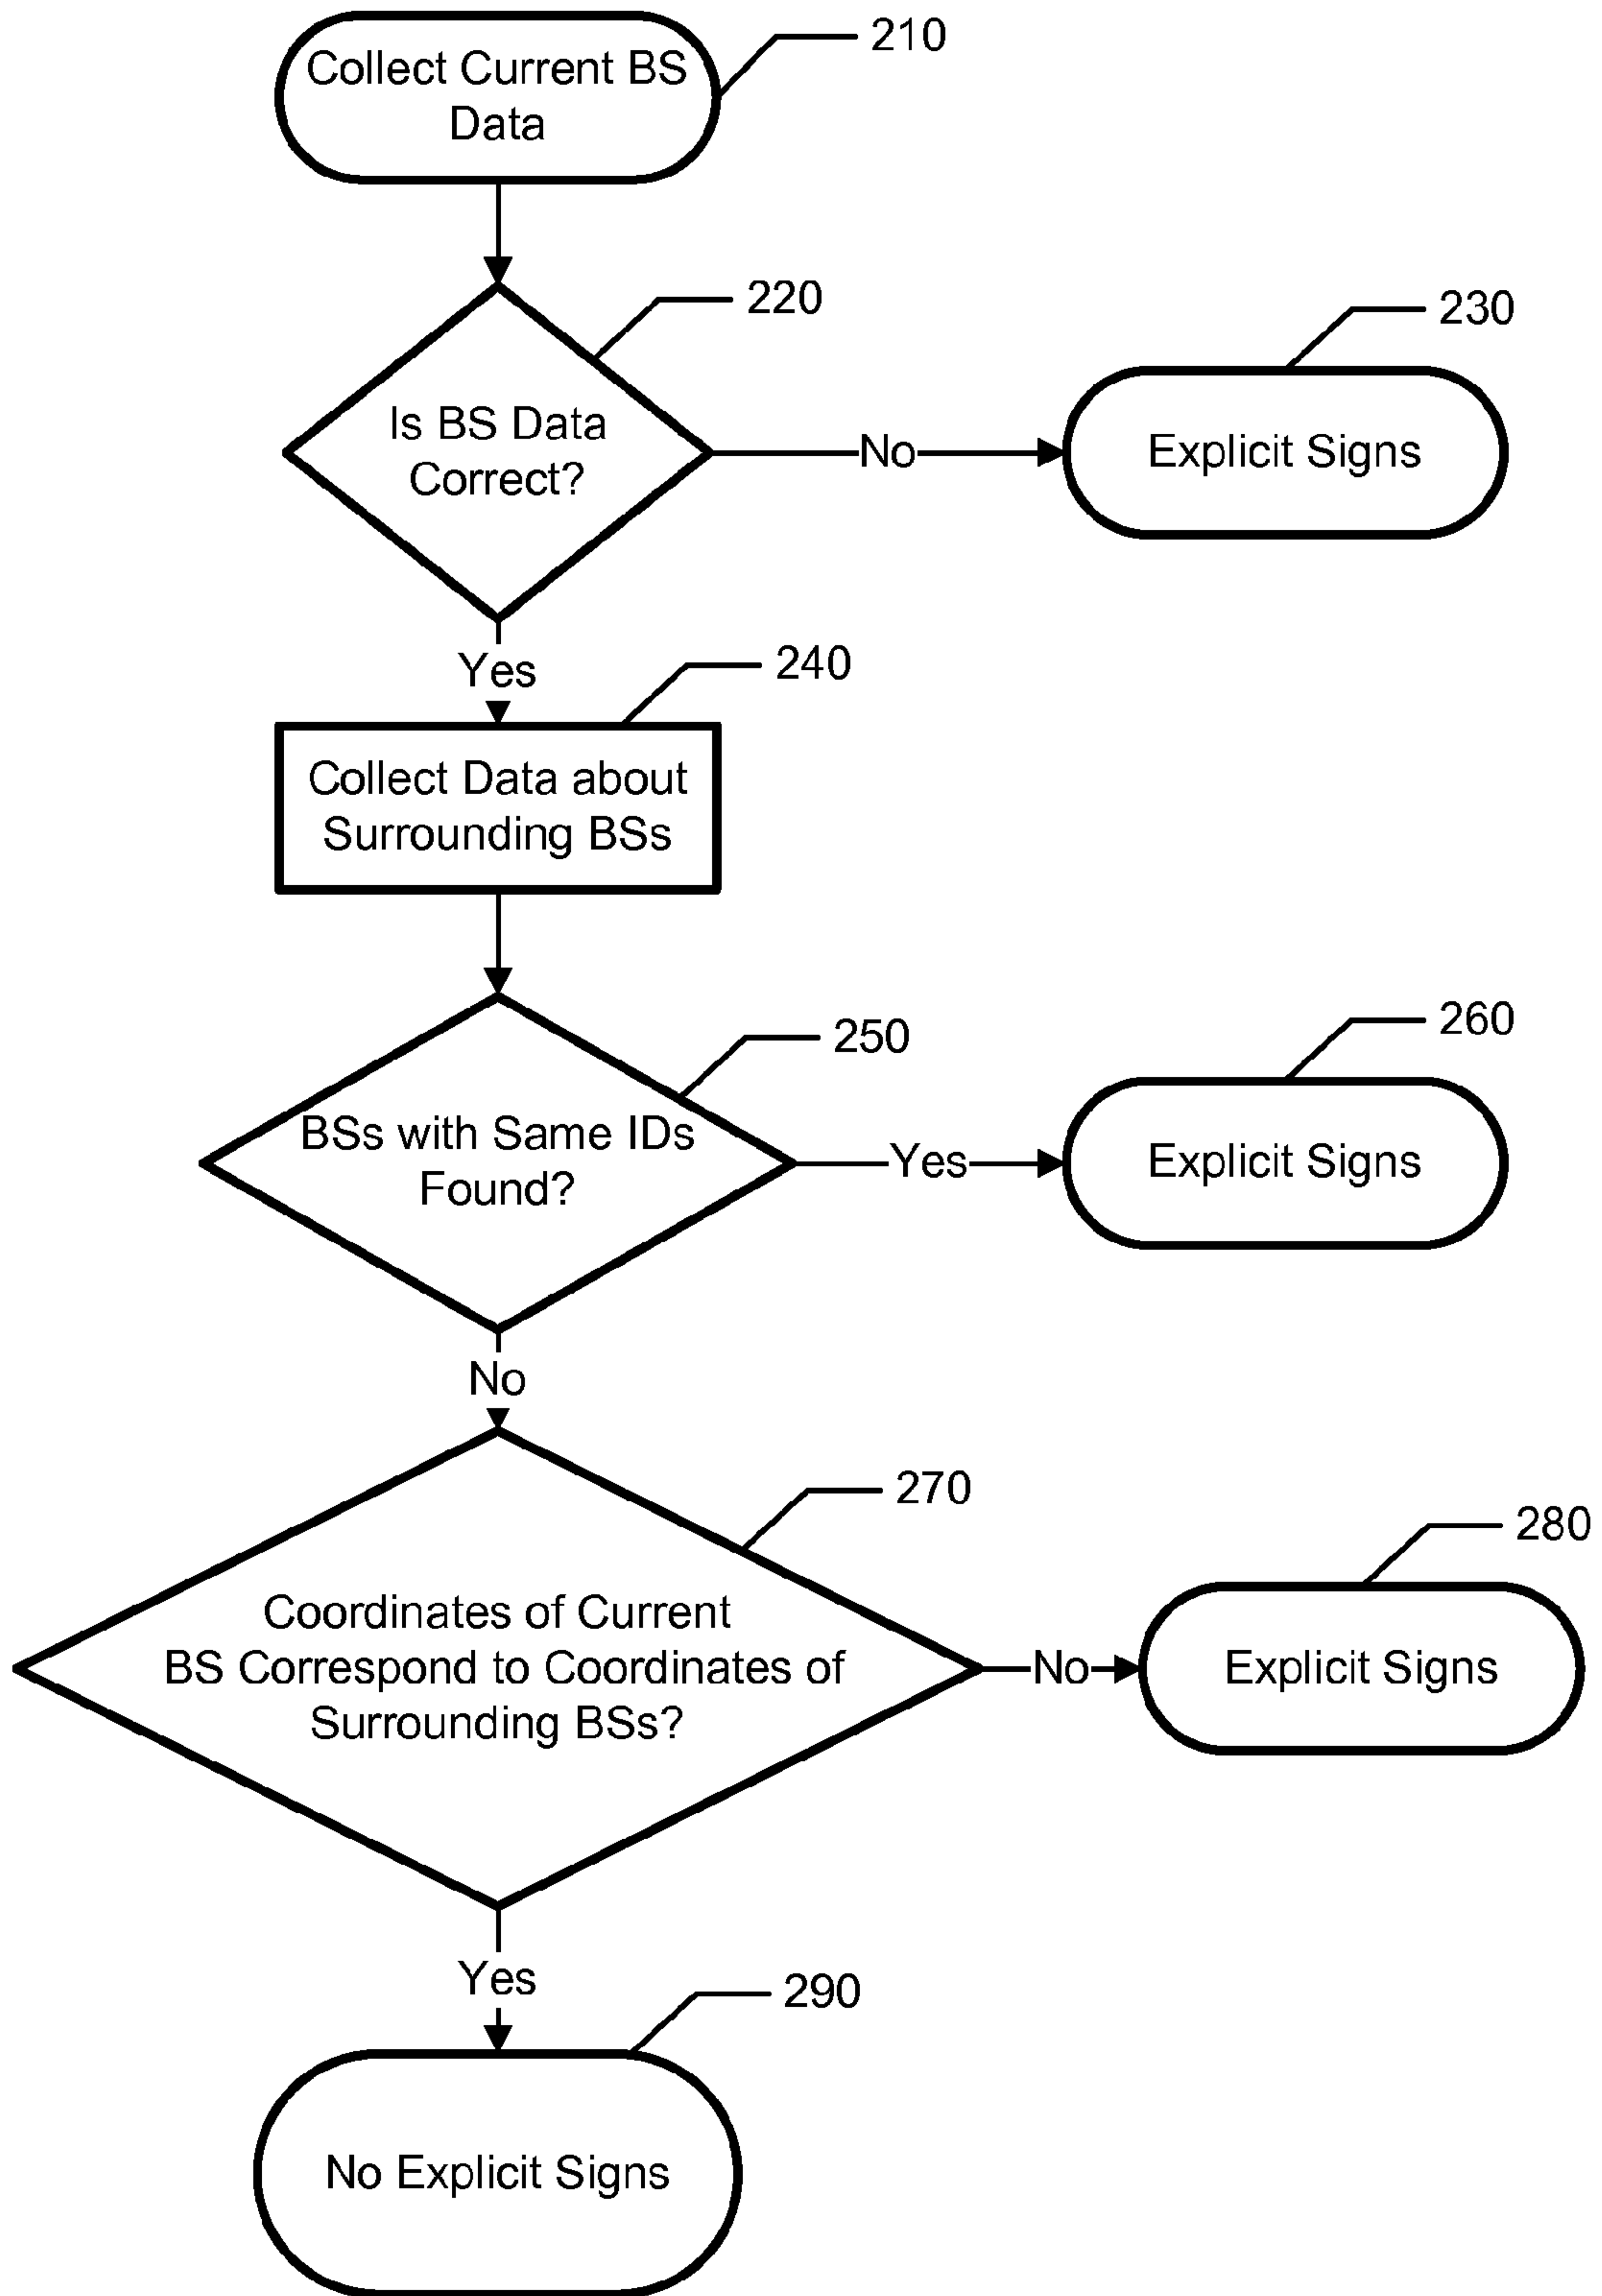 210
Collect Current BS
Data
220
Is BS Data
Correct?
No
230
Explicit Signs
Yes
240
Collect Data about
Surrounding BSs
250
BSs with Same IDs
Found?
Yes
260
Explicit Signs
No
270
Coordinates of Current
BS Correspond to Coordinates of
Surrounding BSs?
No
280
Explicit Signs
Yes
290
No Explicit Signs